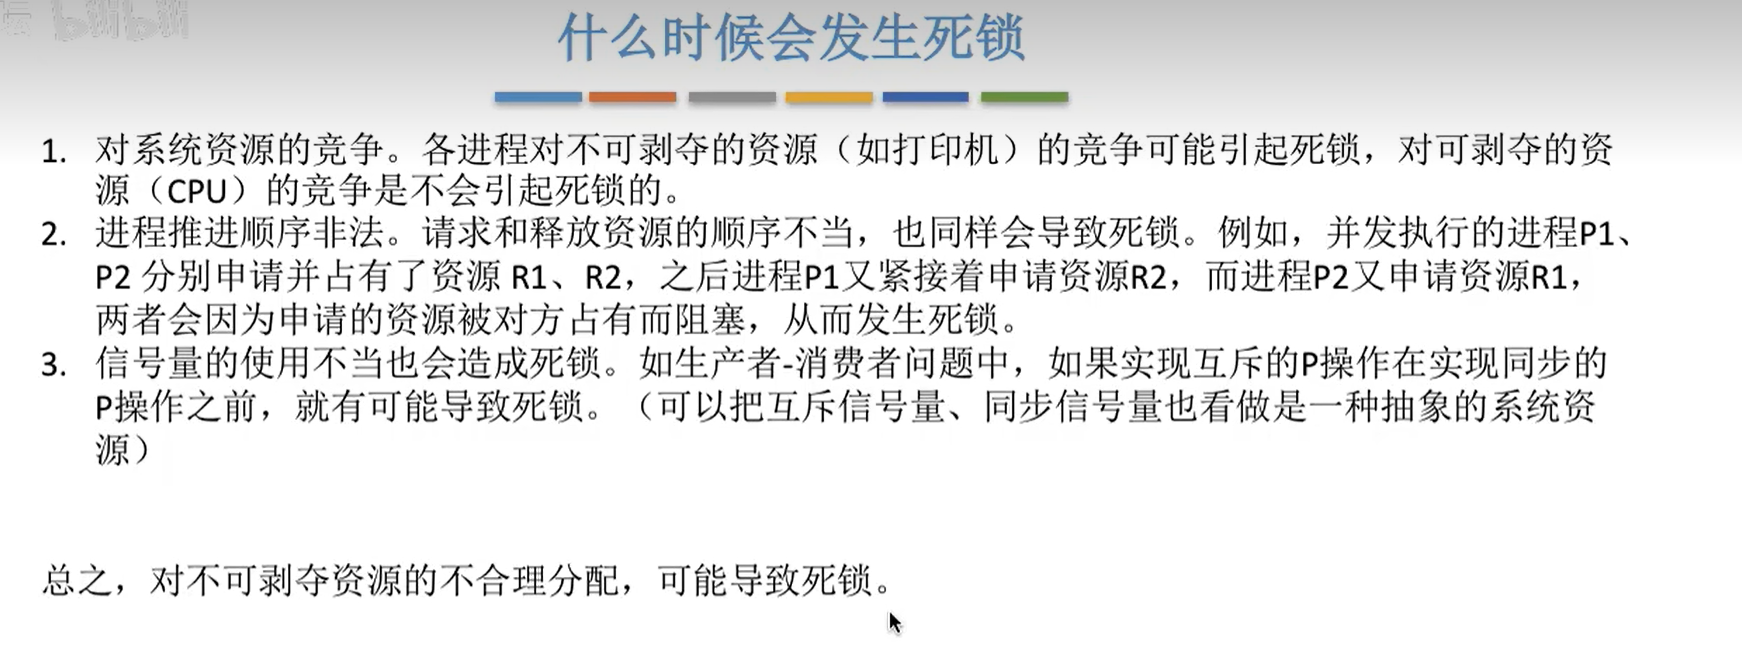 什么时候会发生死锁
1. 对系统资源的竞争。各进程对不可剥夺的资源（如打印机）的竞争可能引起死锁，对可剥夺的资
源（CPU）的竞争是不会引起死锁的。
2. 进程推进顺序非法。请求和释放资源的顺序不当，也同样会导致死锁。例如，并发执行的进程P1、
P2 分别申请并占有了资源 R1、R2，之后进程P1又紧接着申请资源R2，而进程P2又申请资源R1，
两者会因为申请的资源被对方占有而阻塞，从而发生死锁。
3. 信号量的使用不当也会造成死锁。如生产者-消费者问题中，如果实现互斥的P操作在实现同步的
P操作之前，就有可能导致死锁。（可以把互斥信号量、同步信号量也看做是一种抽象的系统资
源）
总之，对不可剥夺资源的不合理分配，可能导致死锁。